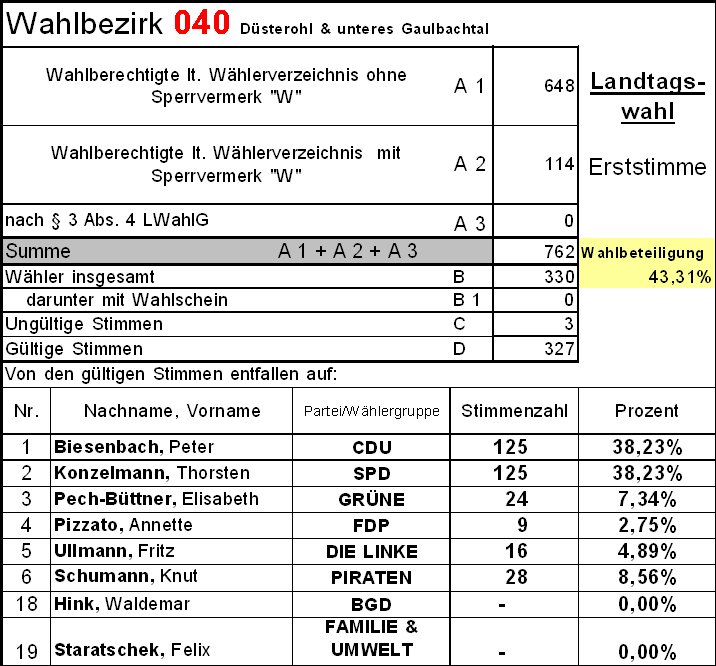 Wahlbezirk 040 Düsterohl & unteres Gaulbachtal
Wahlberechtigte lt. Wählerverzeichnis ohne
Sperrvermerk "W" A 1 648
Landtags-
wahl
Wahlberechtigte lt. Wählerverzeichnis mit
Sperrvermerk "W" A 2 114
Erststimme
nach § 3 Abs. 4 LWahlG A 3 0
Summe A 1 + A 2 + A 3 762 Wahlbeteiligung
Wähler insgesamt B 330 43,31%
darunter mit Wahlschein B 1 0
Ungültige Stimmen C 3
Gültige Stimmen D 327
Von den gültigen Stimmen entfallen auf:
Nr. Nachname, Vorname Partei/Wählergruppe Stimmenzahl Prozent
1 Biesenbach, Peter CDU 125 38,23%
2 Konzelmann, Thorsten SPD 125 38,23%
3 Pech-Büttner, Elisabeth GRÜNE 24 7,34%
4 Pizzato, Annette FDP 9 2,75%
5 Ullmann, Fritz DIE LINKE 16 4,89%
6 Schumann, Knut PIRATEN 28 8,56%
18 Hink, Waldemar BGD - 0,00%
FAMILIE &
19 Staratschek, Felix UMWELT - 0,00%